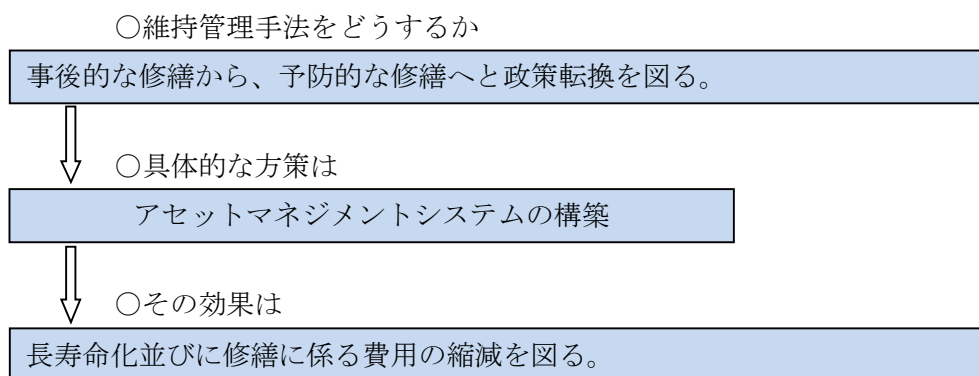 ○維持管理手法をどうするか
事後的な修繕から、予防的な修繕へと政策転換を図る。
○具体的な方策は
アセットマネジメントシステムの構築
○その効果は
長寿命化並びに修繕に係る費用の縮減を図る。